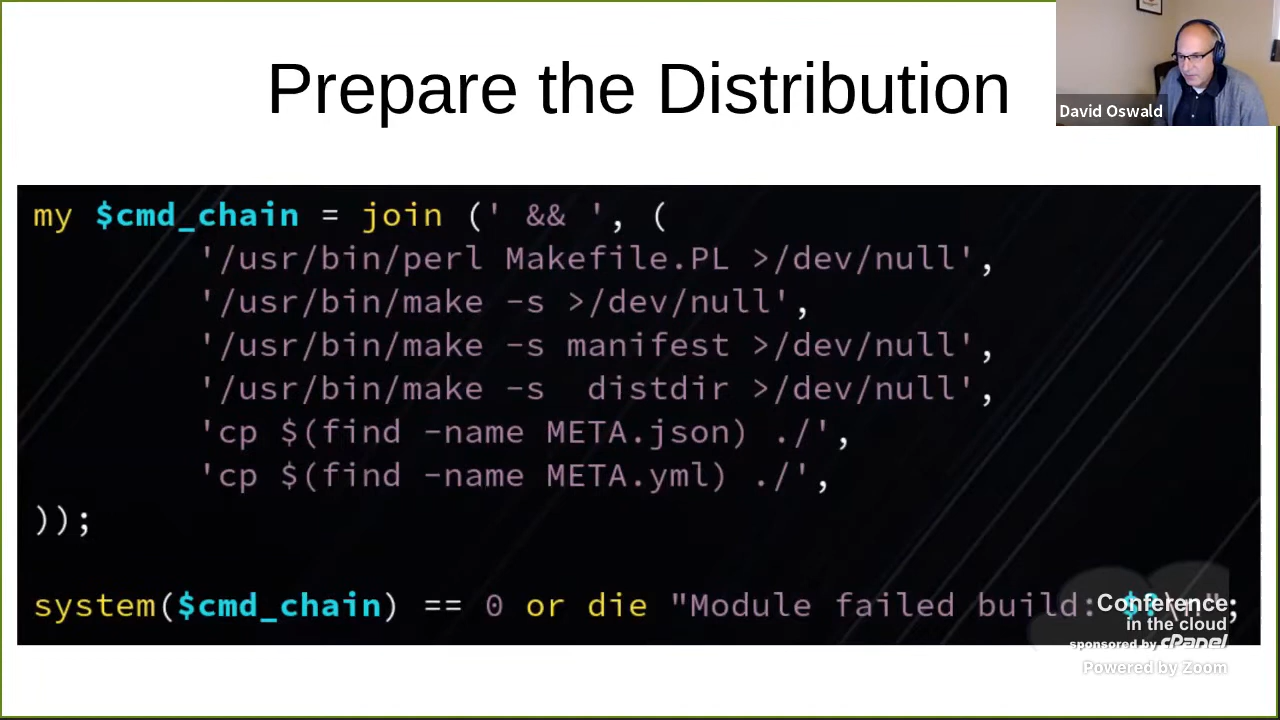 Prepare the Distribution
David Oswald
my $cmd_chain = join (' && ', (
'/usr/bin/perl Makefile.PL >/dev/null',
'/usr/bin/make -s >/dev/null',
'/usr/bin/make -s manifest >/dev/null',
'/usr/bin/make -s  distdir >/dev/null',
'cp $(find -name META.json) ./',
'cp $(find -name META.yml) ./',
));
system($cmd_chain) == 0 or die "Module failed build:
Conference
in the cloud
sponsored by cPanel
Powered by Zoom